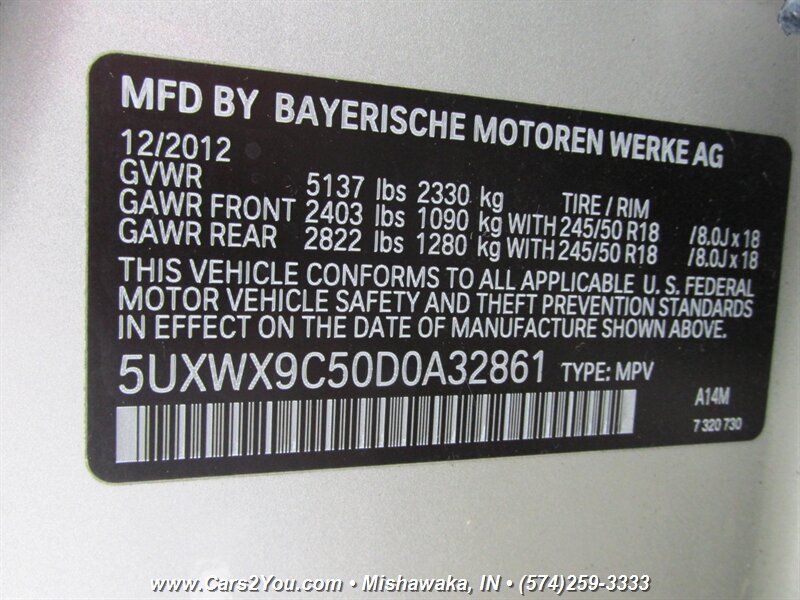 MFD BY BAYERISCHE MOTOREN WERKE AG
12/2012
GVWR 5137 lbs 2330 kg TIRE / RIM
GAWR FRONT 2403 lbs 1090 kg WITH 245/50 R18 /8.0J x 18
GAWR REAR 2822 lbs 1280 kg WITH 245/50 R18 /8.0J x 18
THIS VEHICLE CONFORMS TO ALL APPLICABLE U. S. FEDERAL
MOTOR VEHICLE SAFETY AND THEFT PREVENTION STANDARDS
IN EFFECT ON THE DATE OF MANUFACTURE SHOWN ABOVE.
5UXWX9C50D0A32861 TYPE: MPV
A14M
7 320 730
www.Cars2You.com • Mishawaka, IN • (574)259-3333